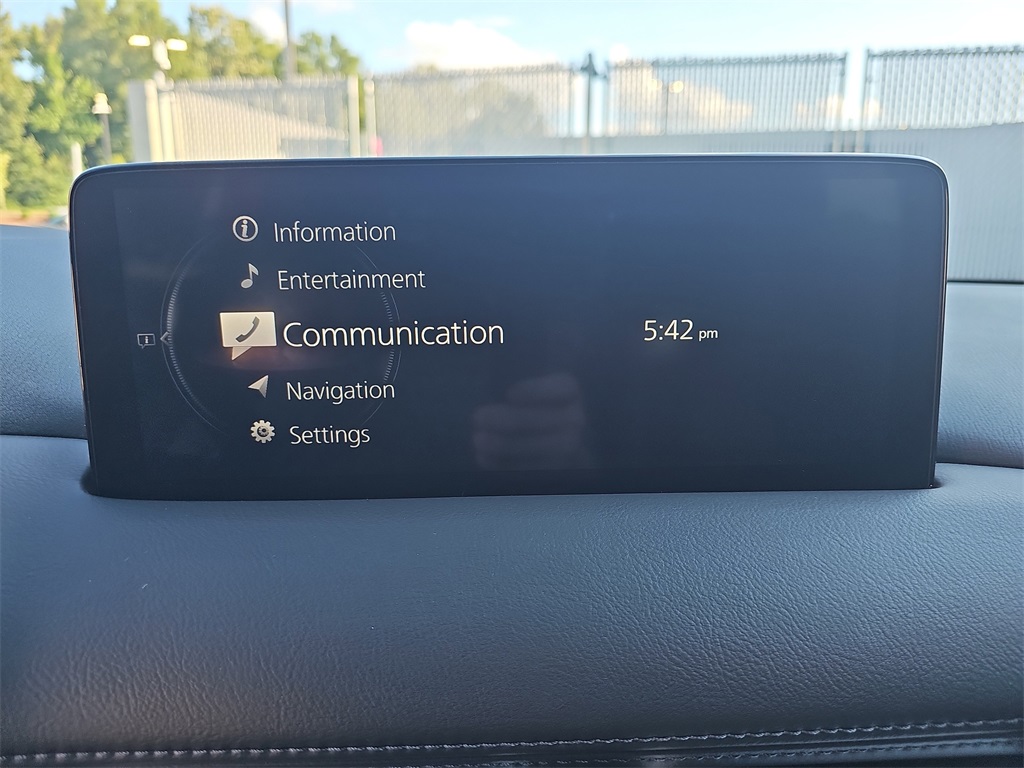 Information
Entertainment
Communication
5:42 pm
Navigation
Settings